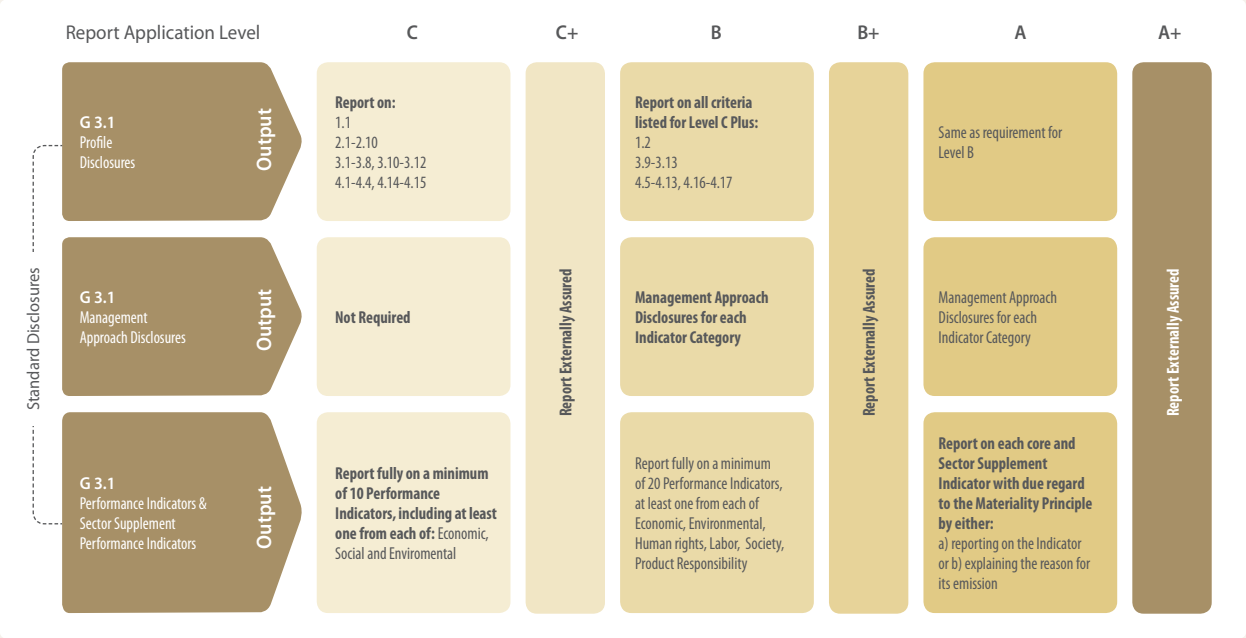 Report Application Level
C
C+
B
B+
A
A+
Standard Disclosures
G 3.1
Profile
Disclosures
Output
Report on:
1.1
2.1-2.10
3.1-3.8, 3.10-3.12
4.1-4.4, 4.14-4.15
Report on all criteria
listed for Level C Plus:
1.2
3.9-3.13
4.5-4.13, 4.16-4.17
Same as requirement for
Level B
G 3.1
Management
Approach Disclosures
Output
Not Required
Report Externally Assured
Management Approach
Disclosures for each
Indicator Category
Report Externally Assured
Management Approach
Disclosures for each
Indicator Category
Report Externally Assured
G 3.1
Performance Indicators &
Sector Supplement
Performance Indicators
Output
Report fully on a minimum
of 10 Performance
Indicators, including at least
one from each of: Economic,
Social and Enviromental
Report fully on a minimum
of 20 Performance Indicators,
at least one from each of
Economic, Environmental,
Human rights, Labor, Society,
Product Responsibility
Report on each core and
Sector Supplement
Indicator with due regard
to the Materiality Principle
by either:
a) reporting on the Indicator
or b) explaining the reason for
its emission